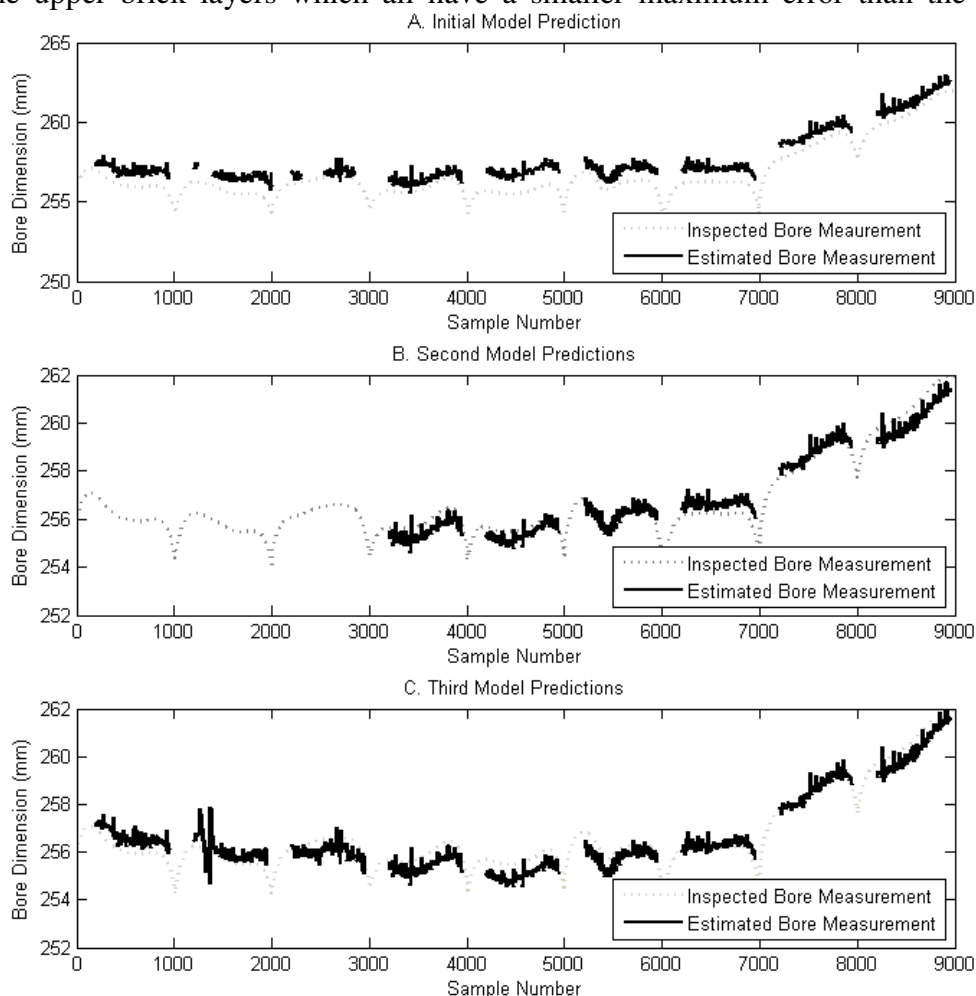 upper brick layers which all have a smaller maximum error than the
A. Initial Model Prediction
265
260
255
250
Bore Dimension (mm)
Inspected Bore Meaurement
Estimated Bore Measurement
0 1000 2000 3000 4000 5000 6000 7000 8000 9000
Sample Number
B. Second Model Predictions
262
260
258
256
254
252
Bore Dimension (mm)
Inspected Bore Measurement
Estimated Bore Measurement
0 1000 2000 3000 4000 5000 6000 7000 8000 9000
Sample Number
C. Third Model Predictions
262
260
258
256
254
252
Bore Dimension (mm)
Inspected Bore Measurement
Estimated Bore Measurement
0 1000 2000 3000 4000 5000 6000 7000 8000 9000
Sample Number